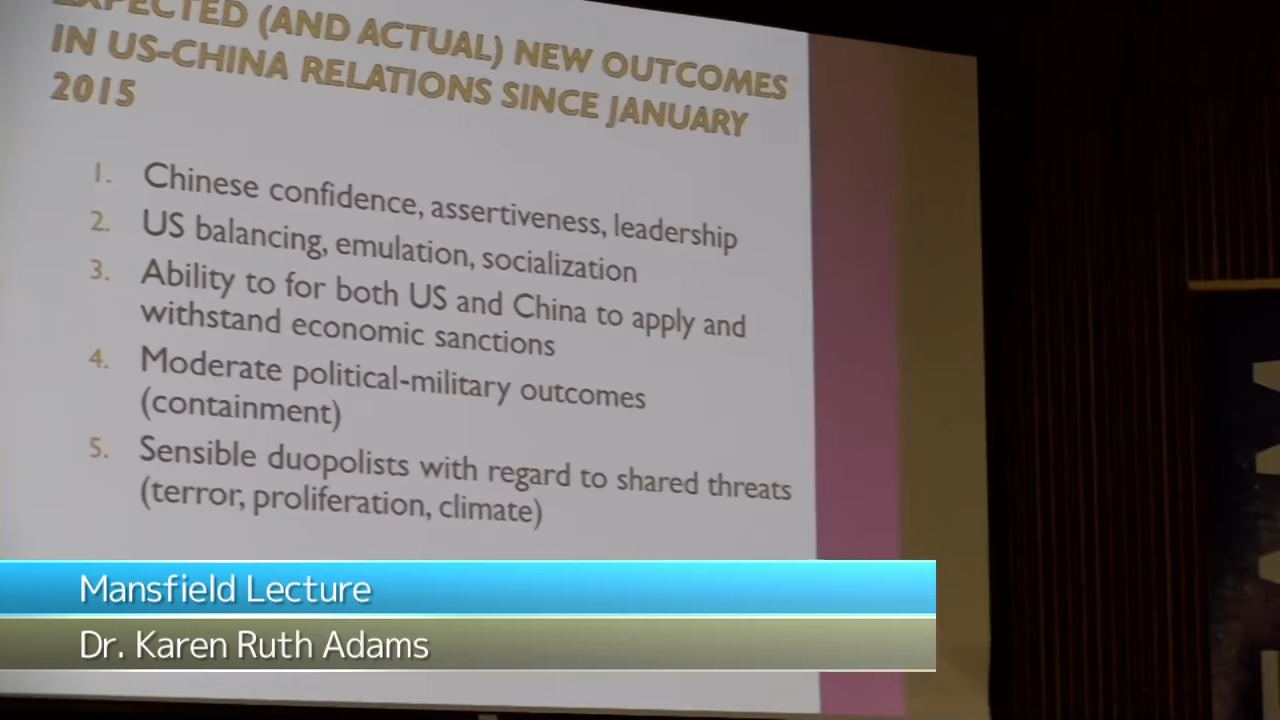 EXPECTED (AND ACTUAL) NEW OUTCOMES
IN US-CHINA RELATIONS SINCE JANUARY
2015
1. Chinese confidence, assertiveness, leadership
2. US balancing, emulation, socialization
3. Ability to for both US and China to apply and
withstand economic sanctions
4. Moderate political-military outcomes
(containment)
5. Sensible duopolists with regard to shared threats
(terror, proliferation, climate)
Mansfield Lecture
Dr. Karen Ruth Adams